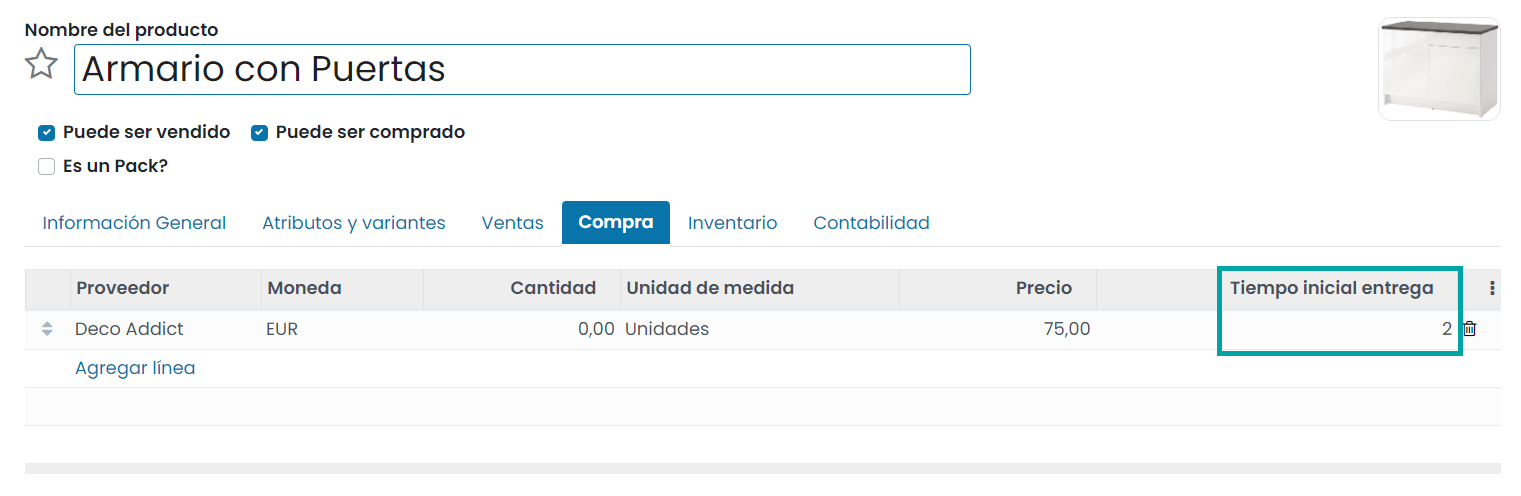 Nombre del producto
Armario con Puertas
Puede ser vendido Puede ser comprado
Es un Pack?
Información General Atributos y variantes Ventas Compra Inventario Contabilidad
Proveedor Moneda Cantidad Unidad de medida Precio Tiempo inicial entrega
Deco Addict EUR 0,00 Unidades 75,00 2
Agregar línea